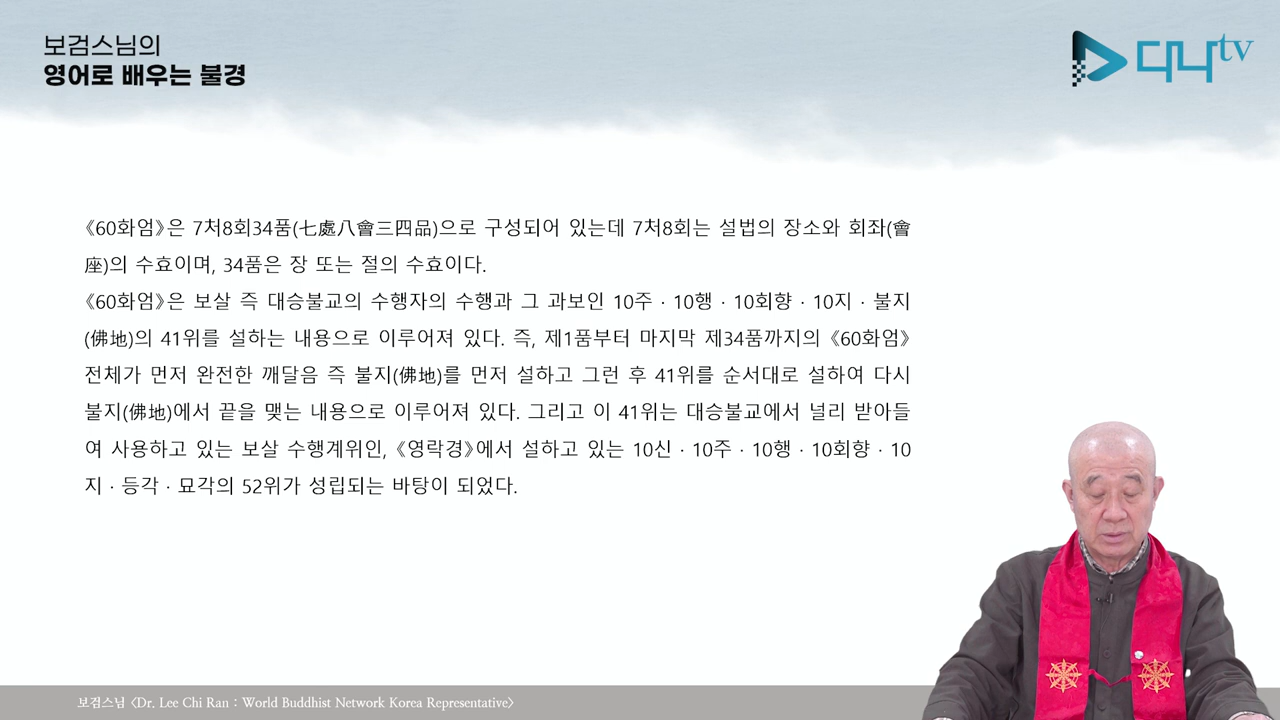 보검스님의
영어로 배우는 불경
다나tv
《60화엄》은 7처8회34품(七處八會三四品)으로 구성되어 있는데 7처8회는 설법의 장소와 회좌(會
座)의 수효이며, 34품은 장 또는 절의 수효이다.
《60화엄》은 보살 즉 대승불교의 수행자의 수행과 그 과보인 10주 · 10행 · 10회향 · 10지 · 불지
(佛地)의 41위를 설하는 내용으로 이루어져 있다. 즉, 제1품부터 마지막 제34품까지의 《60화엄》
전체가 먼저 완전한 깨달음 즉 불지(佛地)를 먼저 설하고 그런 후 41위를 순서대로 설하여 다시
불지(佛地)에서 끝을 맺는 내용으로 이루어져 있다. 그리고 이 41위는 대승불교에서 널리 받아들
여 사용하고 있는 보살 수행계위인, 《영락경》에서 설하고 있는 10신 · 10주 · 10행 · 10회향 · 10
지 · 등각 · 묘각의 52위가 성립되는 바탕이 되었다.
보검스님 <Dr. Lee Chi Ran : World Buddhist Network Korea Representative>